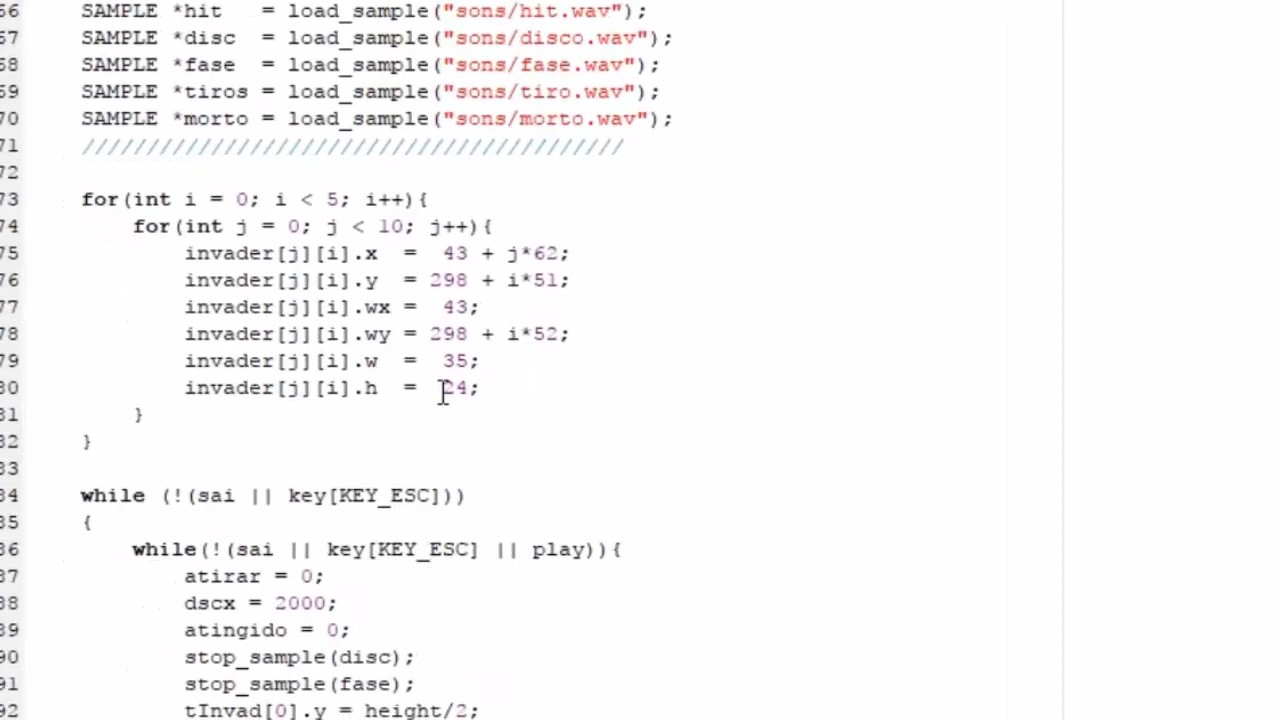 66 SAMPLE *hit   = load_sample("sons/hit.wav");
67 SAMPLE *disc  = load_sample("sons/disco.wav");
68 SAMPLE *fase  = load_sample("sons/fase.wav");
69 SAMPLE *tiros = load_sample("sons/tiro.wav");
70 SAMPLE *morto = load_sample("sons/morto.wav");
71 //////////////////////////////////////////
72
73 for(int i = 0; i < 5; i++){
74     for(int j = 0; j < 10; j++){
75         invader[j][i].x  =  43 + j*62;
76         invader[j][i].y  = 298 + i*51;
77         invader[j][i].wx =  43;
78         invader[j][i].wy = 298 + i*52;
79         invader[j][i].w  =  35;
80         invader[j][i].h  =  24;
81     }
82 }
83
84 while (!(sai || key[KEY_ESC]))
85 {
86     while(!(sai || key[KEY_ESC] || play)){
87         atirar = 0;
88         dscx = 2000;
89         atingido = 0;
90         stop_sample(disc);
91         stop_sample(fase);
92         tInvad[0].y = height/2;